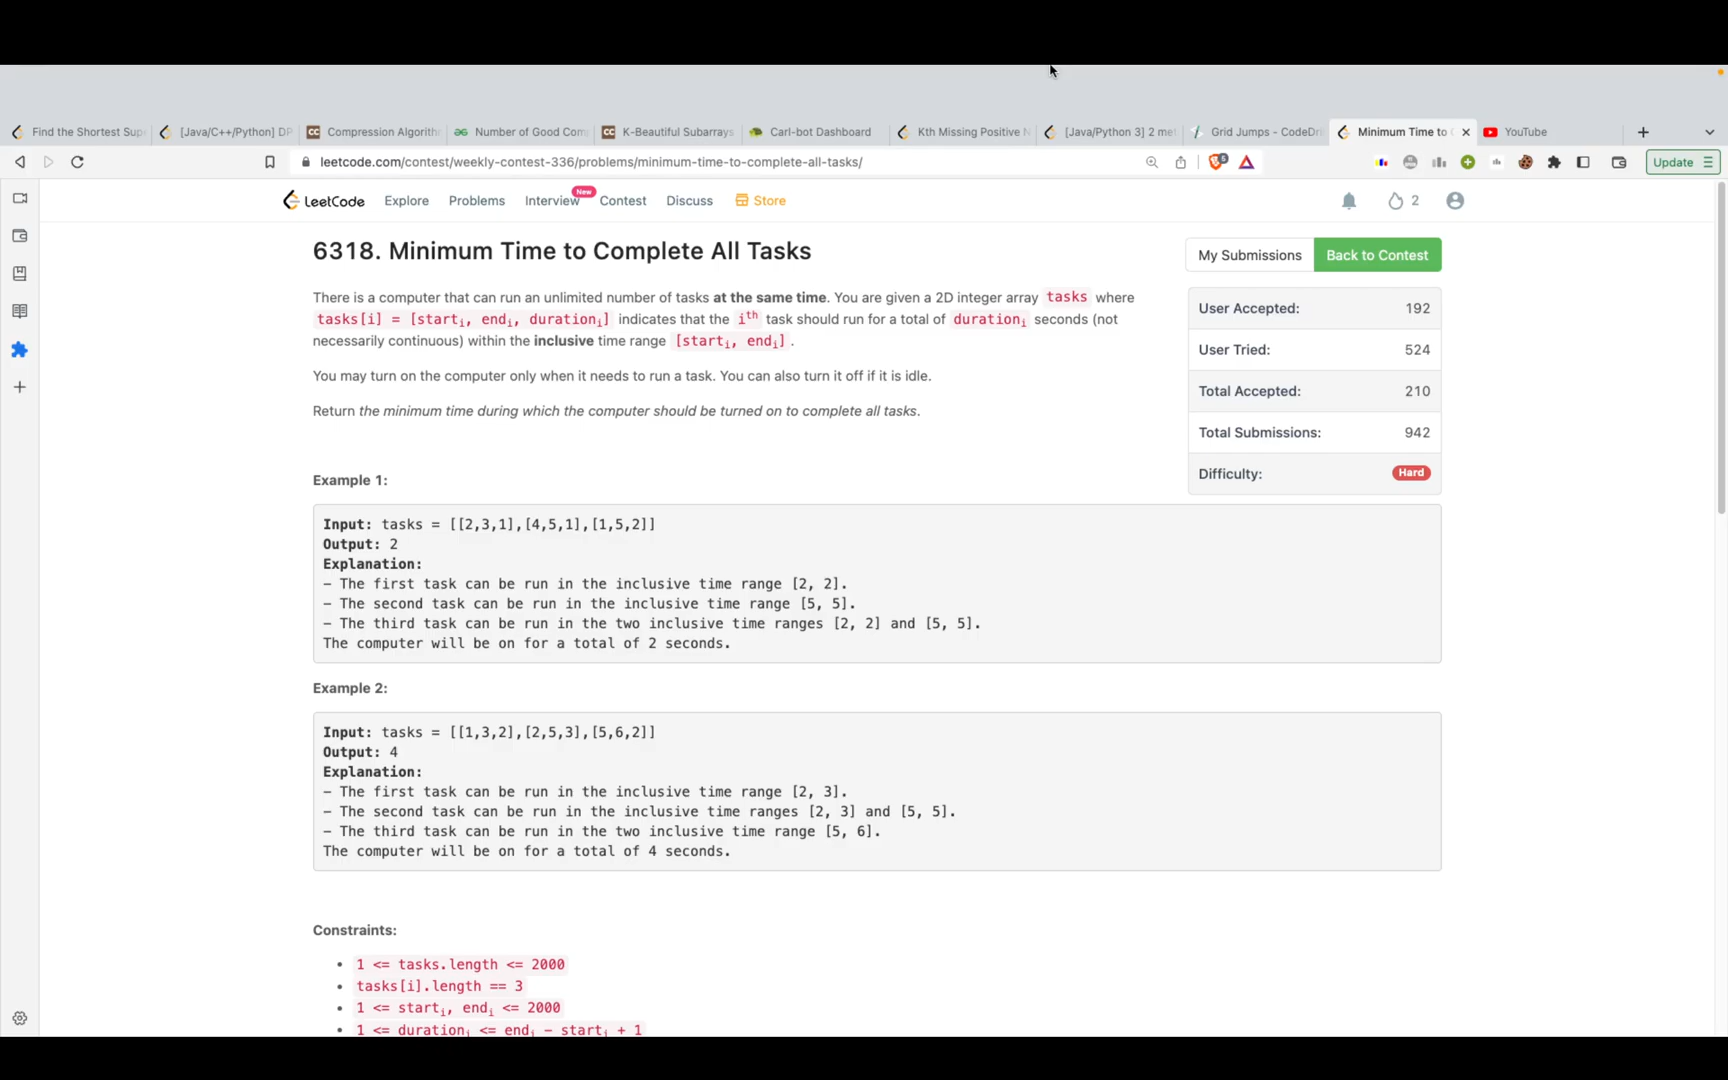 Find the Shortest Sup
[Java/C++/Python] DP
CC Compression Algorith
Number of Good Com
CC K-Beautiful Subarrays
Carl-bot Dashboard
Kth Missing Positive N
[Java/Python 3] 2 met
Grid Jumps - CodeDri
Minimum Time to C
YouTube
leetcode.com/contest/weekly-contest-336/problems/minimum-time-to-complete-all-tasks/
5
Update
LeetCode Explore Problems Interview New Contest Discuss Store 2
6318. Minimum Time to Complete All Tasks
My Submissions Back to Contest
There is a computer that can run an unlimited number of tasks at the same time. You are given a 2D integer array tasks where
tasks[i] = [starti, endi, durationi] indicates that the ith task should run for a total of durationi seconds (not
necessarily continuous) within the inclusive time range [starti, endi].
You may turn on the computer only when it needs to run a task. You can also turn it off if it is idle.
Return the minimum time during which the computer should be turned on to complete all tasks.
User Accepted: 192
User Tried: 524
Total Accepted: 210
Total Submissions: 942
Difficulty: Hard
Example 1:
Input: tasks = [[2,3,1],[4,5,1],[1,5,2]]
Output: 2
Explanation:
- The first task can be run in the inclusive time range [2, 2].
- The second task can be run in the inclusive time range [5, 5].
- The third task can be run in the two inclusive time ranges [2, 2] and [5, 5].
The computer will be on for a total of 2 seconds.
Example 2:
Input: tasks = [[1,3,2],[2,5,3],[5,6,2]]
Output: 4
Explanation:
- The first task can be run in the inclusive time range [2, 3].
- The second task can be run in the inclusive time ranges [2, 3] and [5, 5].
- The third task can be run in the two inclusive time range [5, 6].
The computer will be on for a total of 4 seconds.
Constraints:
• 1 <= tasks.length <= 2000
• tasks[i].length == 3
• 1 <= starti, endi <= 2000
• 1 <= durationi <= endi - starti + 1